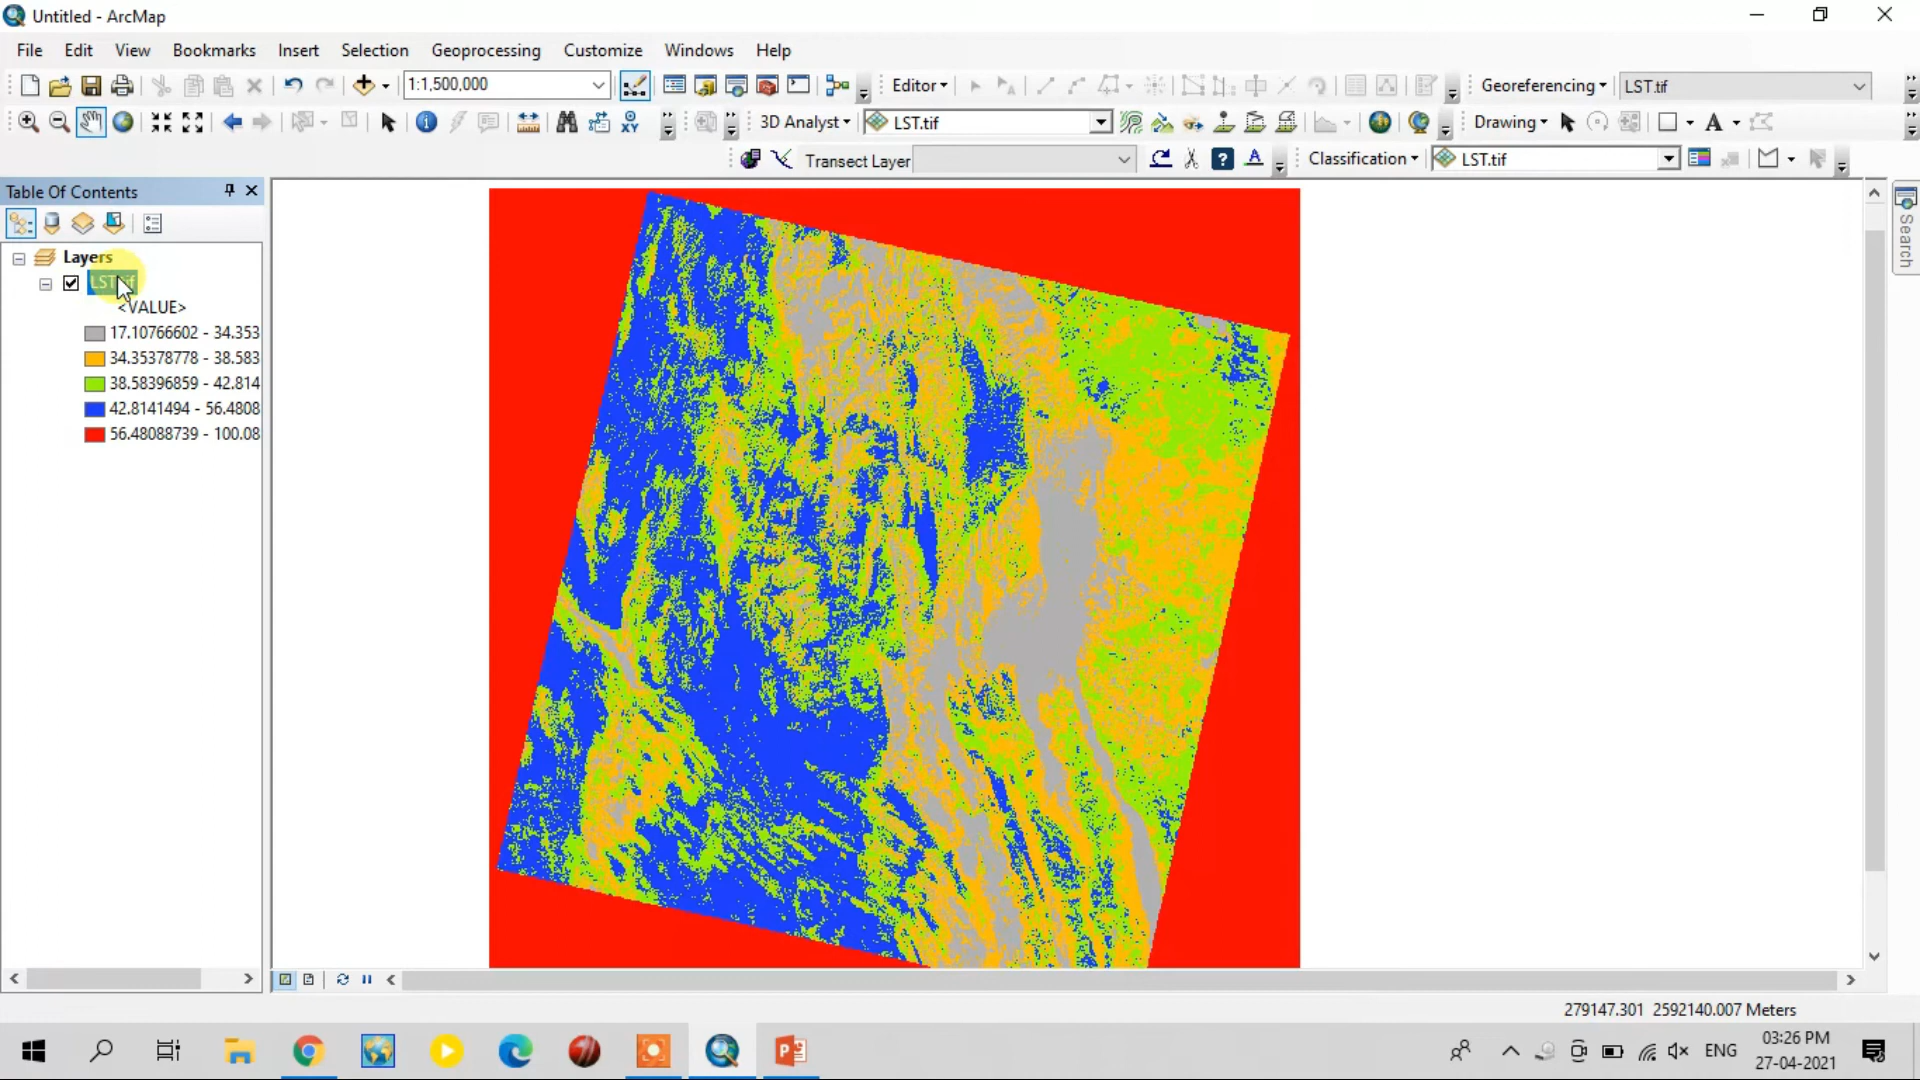 Untitled - ArcMap
File Edit View Bookmarks Insert Selection Geoprocessing Customize Windows Help
1:1,500,000 Editor Georeferencing LST.tif
3D Analyst LST.tif Drawing A
Transect Layer Classification LST.tif
Table Of Contents
Search
Layers
LST.tif
<VALUE>
17.10766602 - 34.353
34.35378778 - 38.583
38.58396859 - 42.814
42.8141494 - 56.4808
56.48088739 - 100.08
279147.301 2592140.007 Meters
ENG
03:26 PM
27-04-2021